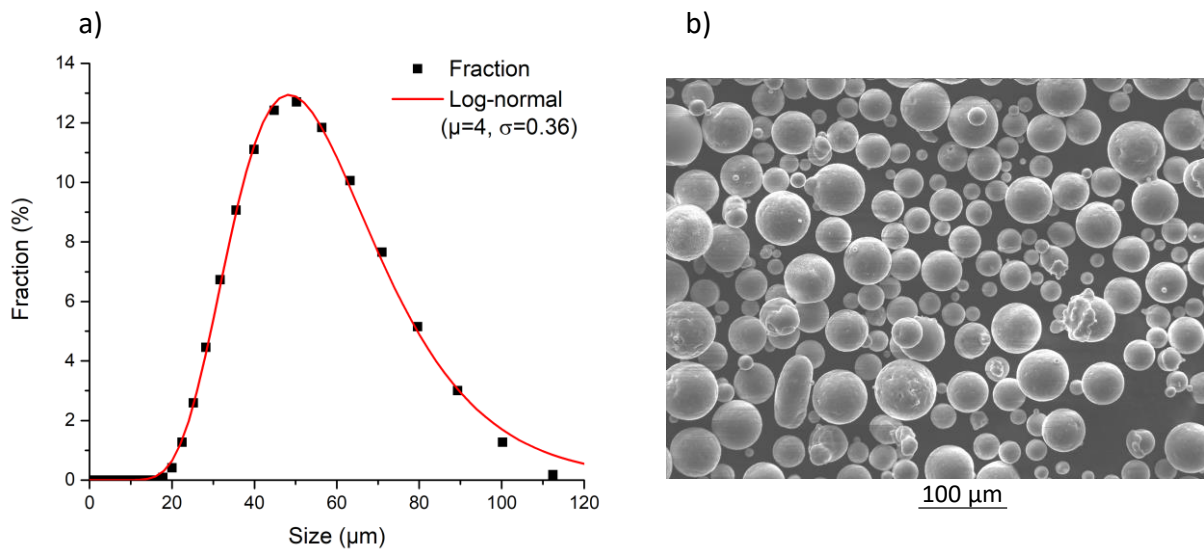 a)
14
12
10
8
6
4
2
0
Fraction (%)
0 20 40 60 80 100 120
Size (µm)
Fraction
Log-normal
(µ=4, σ=0.36)
b)
100 µm